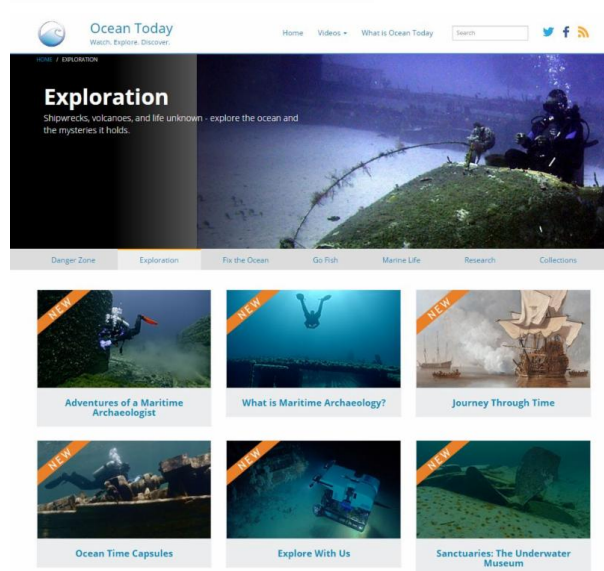 Ocean Today
Watch. Explore. Discover.
Home Videos What is Ocean Today Search
HOME / EXPLORATION
Exploration
Shipwrecks, volcanoes, and life unknown - explore the ocean and
the mysteries it holds.
Danger Zone Exploration Fix the Ocean Go Fish Marine Life Research Collections
NEW NEW NEW
Adventures of a Maritime
Archaeologist
What is Maritime Archaeology?
Journey Through Time
NEW NEW NEW
Ocean Time Capsules
Explore With Us
Sanctuaries: The Underwater
Museum